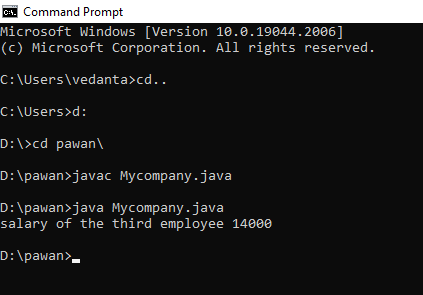 Command Prompt
Microsoft Windows [Version 10.0.19044.2006]
(c) Microsoft Corporation. All rights reserved.
C:\Users\vedanta>cd..
C:\Users>d:
D:\>cd pawan\
D:\pawan>javac Mycompany.java
D:\pawan>java Mycompany.java
salary of the third employee 14000
D:\pawan>